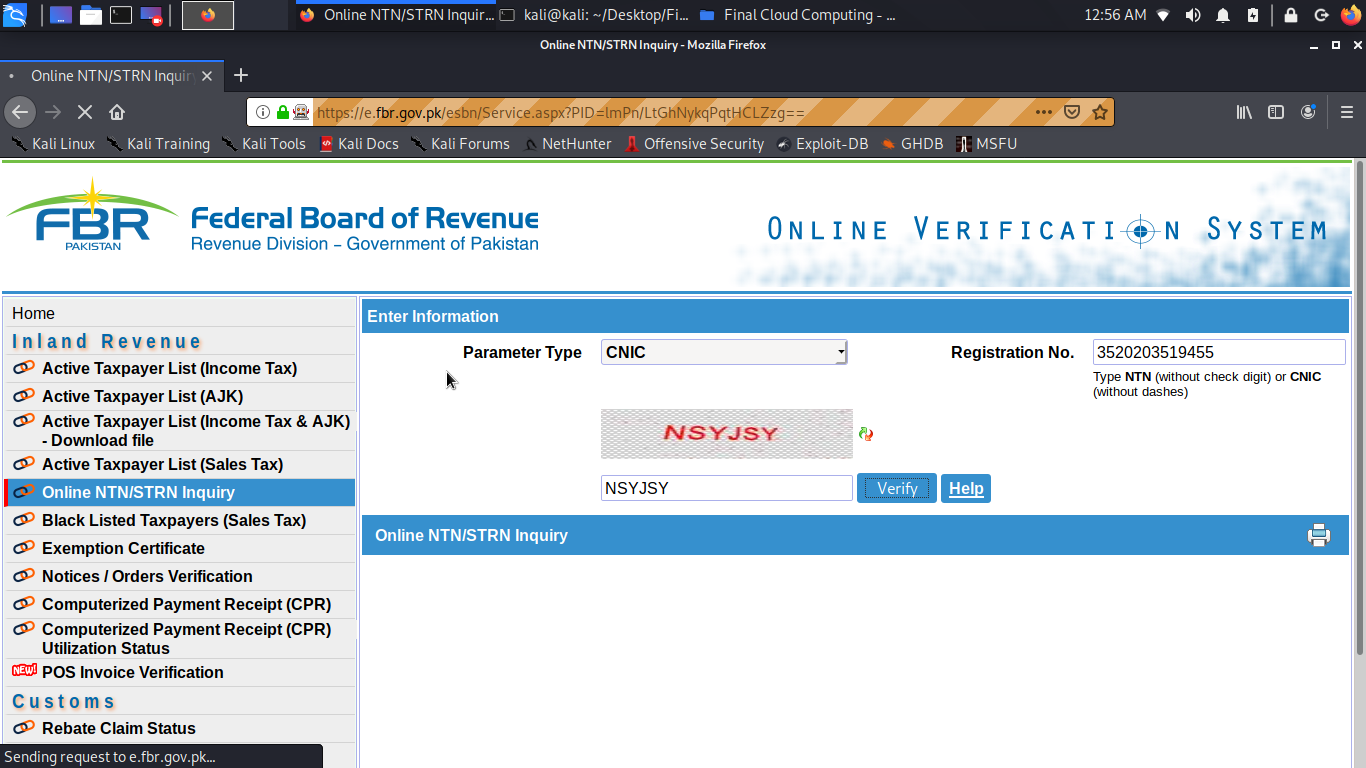 Online NTN/STRN Inquir...
kali@kali: ~/Desktop/Fi...
Final Cloud Computing - ...
12:56 AM
Online NTN/STRN Inquiry - Mozilla Firefox
Online NTN/STRN Inquir
https://e.fbr.gov.pk/esbn/Service.aspx?PID=lmPn/LtGhNykqPqtHCLZzg==
Kali Linux Kali Training Kali Tools Kali Docs Kali Forums NetHunter Offensive Security Exploit-DB GHDB MSFU
FBR
PAKISTAN
Federal Board of Revenue
Revenue Division – Government of Pakistan
ONLINE VERIFICATION SYSTEM
Home
Inland Revenue
Active Taxpayer List (Income Tax)
Active Taxpayer List (AJK)
Active Taxpayer List (Income Tax & AJK)
- Download file
Active Taxpayer List (Sales Tax)
Online NTN/STRN Inquiry
Black Listed Taxpayers (Sales Tax)
Exemption Certificate
Notices / Orders Verification
Computerized Payment Receipt (CPR)
Computerized Payment Receipt (CPR)
Utilization Status
NEW! POS Invoice Verification
Customs
Rebate Claim Status
Enter Information
Parameter Type CNIC Registration No. 3520203519455
Type NTN (without check digit) or CNIC
(without dashes)
NSYJSY
NSYJSY Verify Help
Online NTN/STRN Inquiry
Sending request to e.fbr.gov.pk...